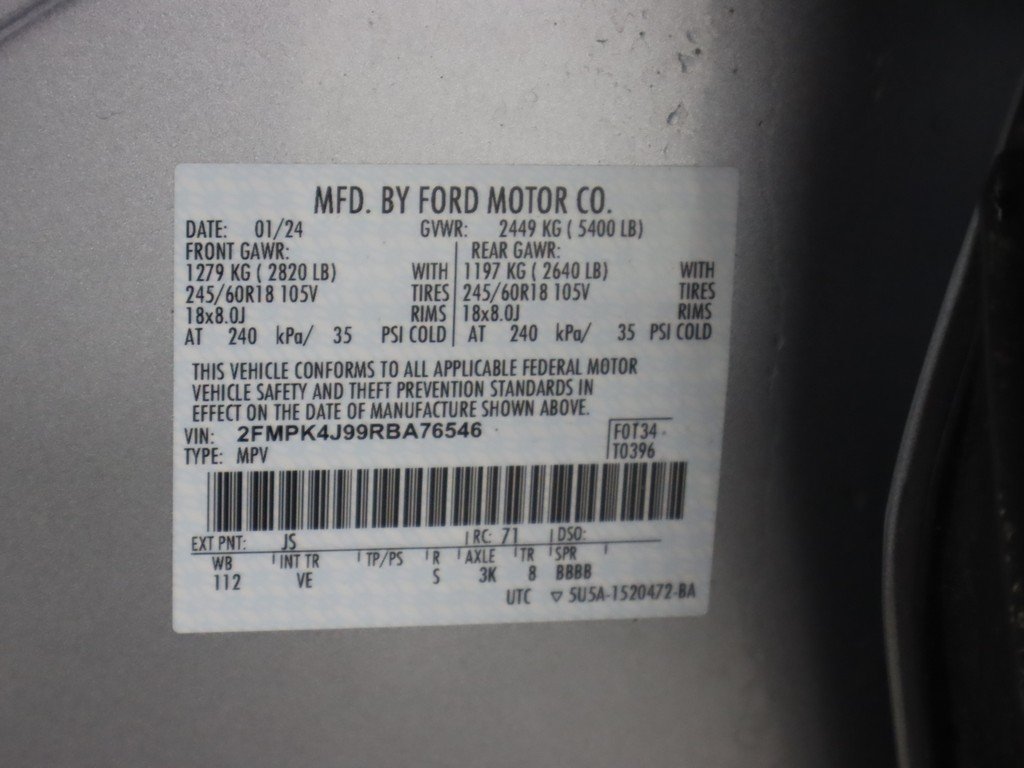 MFD. BY FORD MOTOR CO.
DATE: 01/24 GVWR: 2449 KG ( 5400 LB)
FRONT GAWR: REAR GAWR:
1279 KG ( 2820 LB) WITH 1197 KG ( 2640 LB) WITH
245/60R18 105V TIRES 245/60R18 105V TIRES
18x8.0J RIMS 18x8.0J RIMS
AT 240 kPa/ 35 PSI COLD AT 240 kPa/ 35 PSI COLD
THIS VEHICLE CONFORMS TO ALL APPLICABLE FEDERAL MOTOR
VEHICLE SAFETY AND THEFT PREVENTION STANDARDS IN
EFFECT ON THE DATE OF MANUFACTURE SHOWN ABOVE.
VIN: 2FMPK4J99RBA76546 F0T34
TYPE: MPV T0396
EXT PNT: JS RC: 71 DSO:
WB INT TR TP/PS R AXLE TR SPR
112 VE S 3K 8 BBBB
UTC ▽ 5U5A-1520472-BA